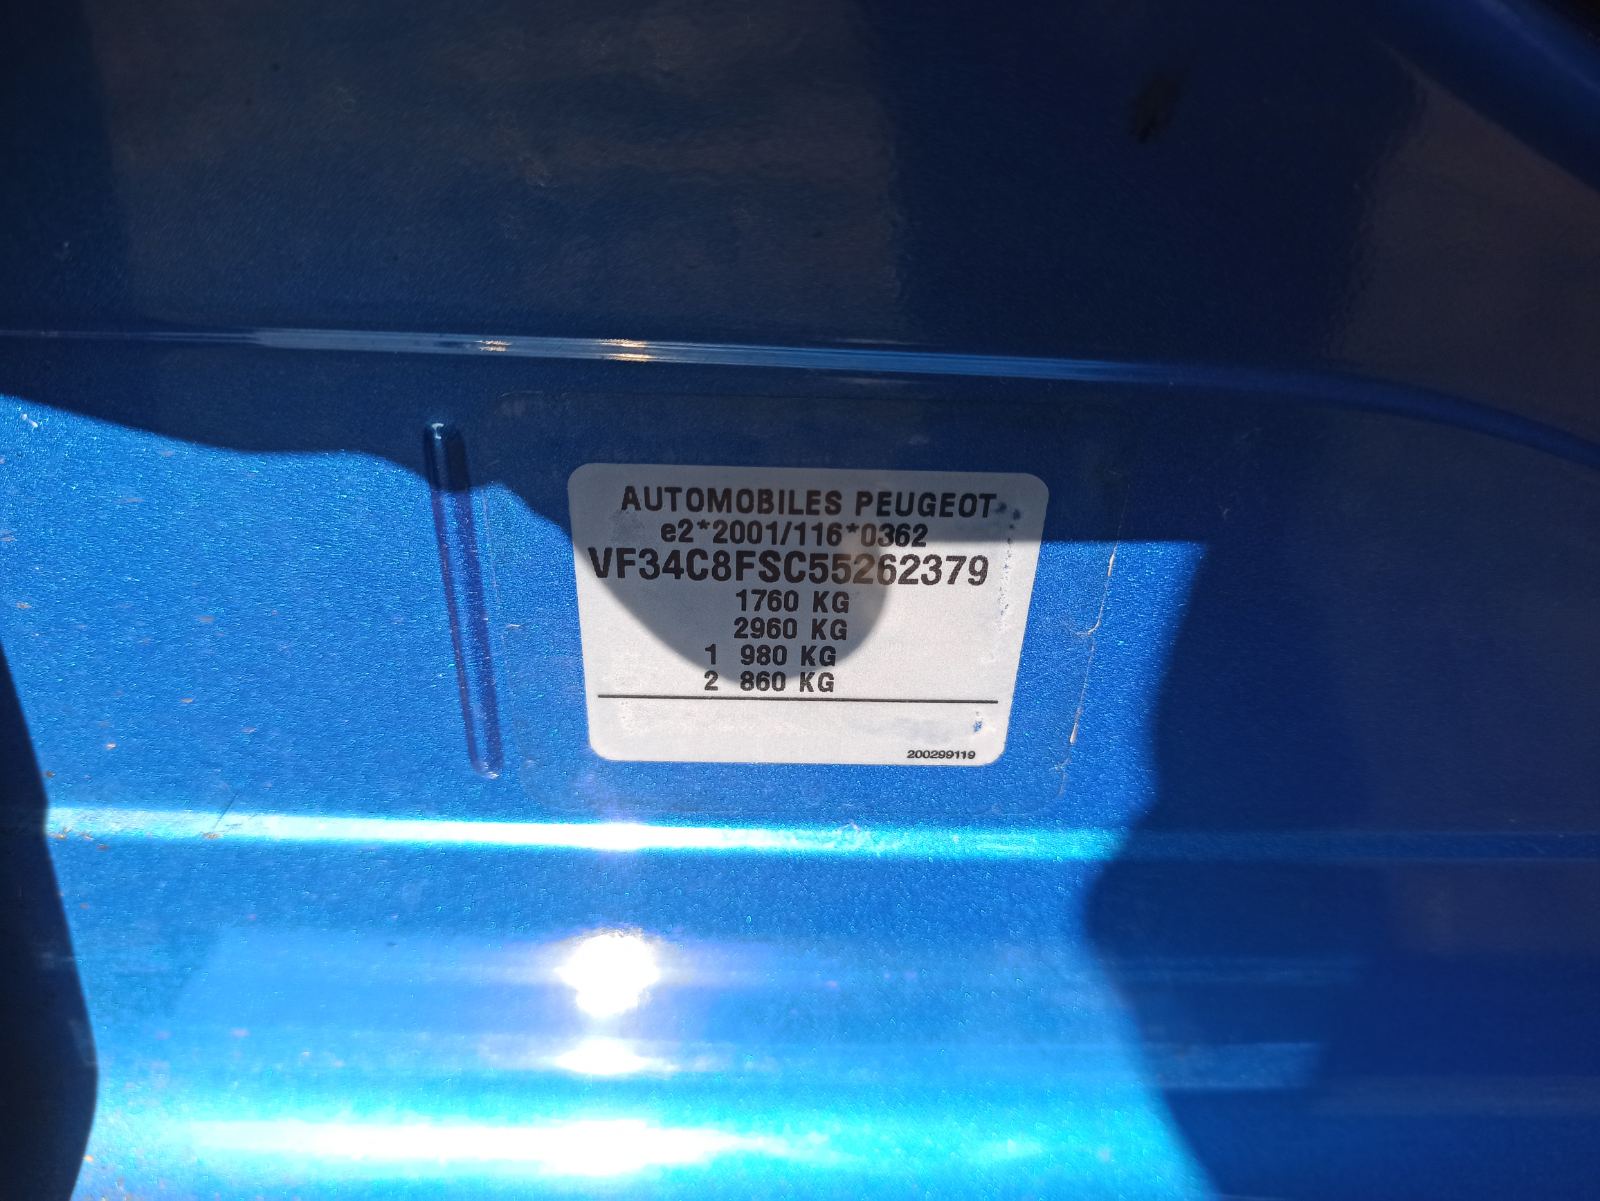 AUTOMOBILES PEUGEOT
e2*2001/116*0362
VF34C8FSC55262379
1760 KG
2960 KG
1 980 KG
2 860 KG
200299119